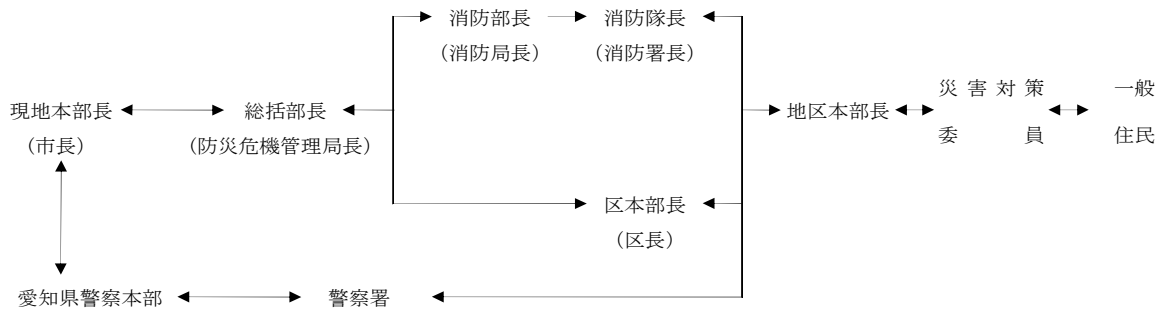 消防部長
(消防局長)
消防隊長
(消防署長)
現地本部長
(市長)
総括部長
(防災危機管理局長)
地区本部長
災害対策
委員
一般
住民
区本部長
(区長)
愛知県警察本部
警察署